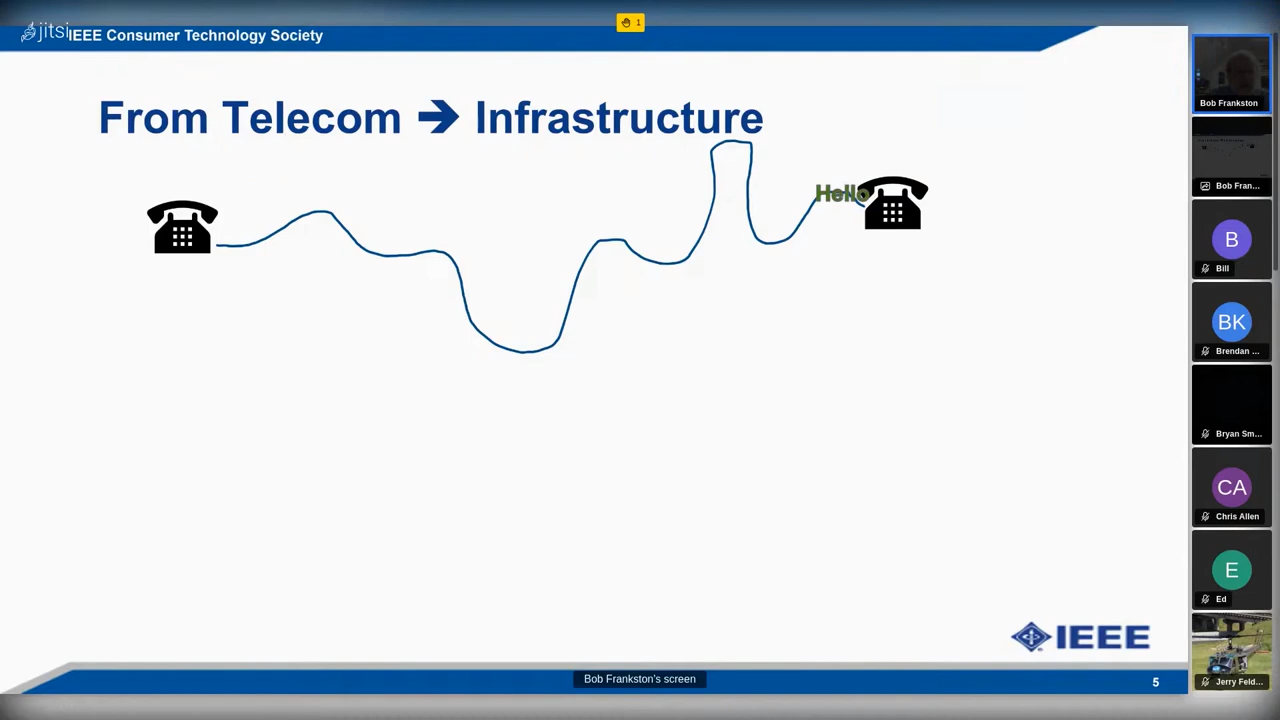 jitsi
IEEE Consumer Technology Society
1
From Telecom → Infrastructure
Hello
IEEE
Bob Frankston's screen
5
Bob Frankston
Bob Fran...
B
Bill
BK
Brendan ...
Bryan Sm...
CA
Chris Allen
E
Ed
Jerry Feld...